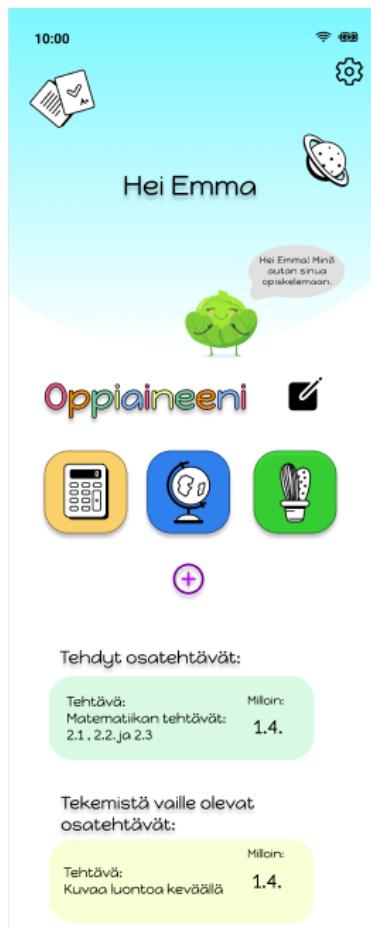 10:00
A+
Hei Emma
Hei Emma! Minä
autan sinua
opiskelemaan.
Oppiaineeni
0
Tehdyt osatehtävät:
Tehtävä:
Matematiikan tehtävät:
2.1 , 2.2. ja 2.3
Milloin:
1.4.
Tekemistä vaille olevat
osatehtävät:
Tehtävä:
Kuvaa luontoa keväällä
Milloin:
1.4.